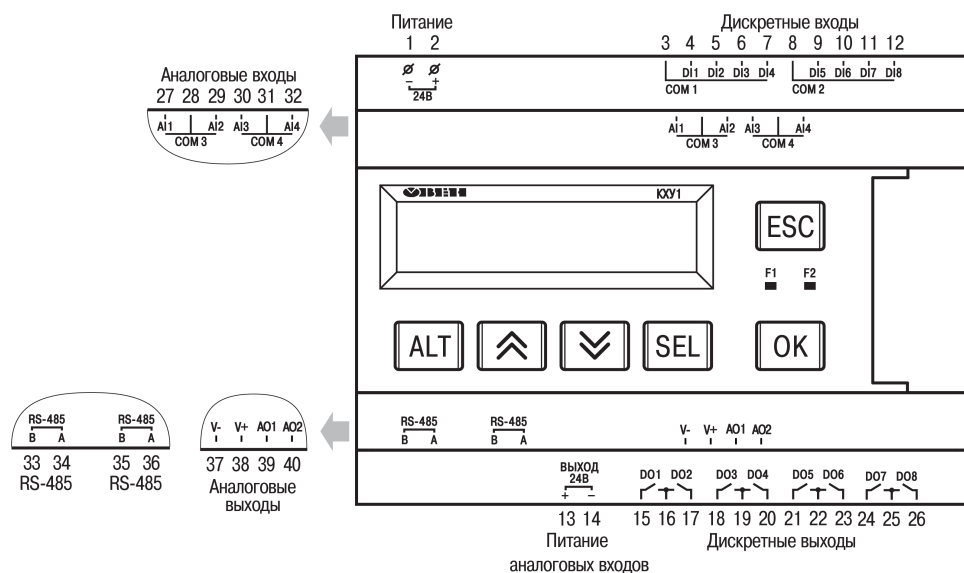 Питание
1 2
Дискретные входы
3 4 5 6 7 8 9 10 11 12
- +
24В
DI1 DI2 DI3 DI4 DI5 DI6 DI7 DI8
COM 1 COM 2
Аналоговые входы
27 28 29 30 31 32
AI1 AI2 AI3 AI4
COM 3 COM 4
AI1 AI2 AI3 AI4
COM 3 COM 4
ОВЕН КХУ1
ESC
F1 F2
ALT SEL OK
RS-485 RS-485
B A B A
33 34 35 36
RS-485 RS-485
V- V+ AO1 AO2
37 38 39 40
Аналоговые
выходы
RS-485 RS-485
B A B A
V- V+ AO1 AO2
ВЫХОД
24В
+ -
DO1 DO2 DO3 DO4 DO5 DO6 DO7 DO8
13 14 15 16 17 18 19 20 21 22 23 24 25 26
Питание
аналоговых входов
Дискретные выходы